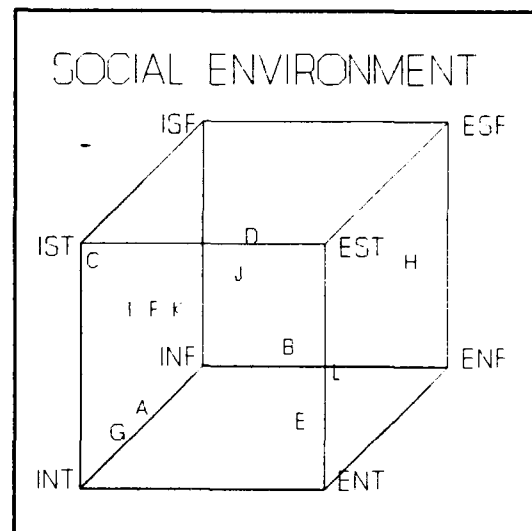 SOCIAL ENVIRONMENT
ISF ESF
IST D EST
C J H
I F K
INF B ENF
L
A
G E
INT ENT